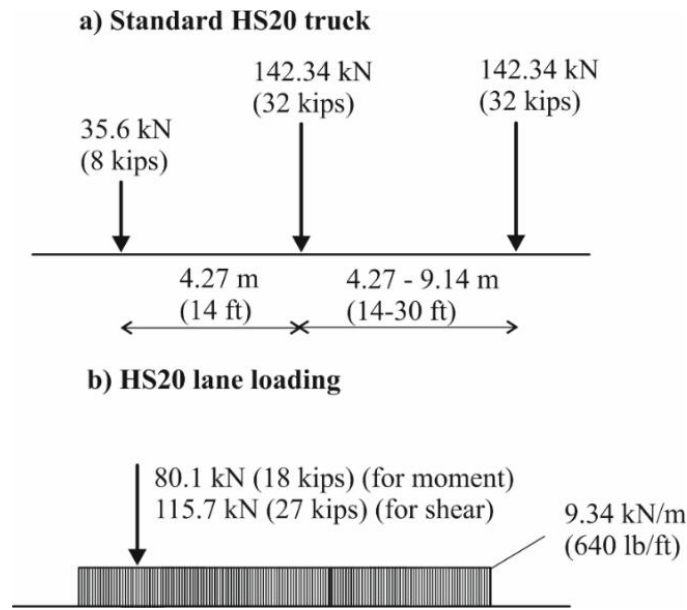 a) Standard HS20 truck
142.34 kN
(32 kips)
142.34 kN
(32 kips)
35.6 kN
(8 kips)
4.27 m
(14 ft)
4.27 - 9.14 m
(14-30 ft)
b) HS20 lane loading
80.1 kN (18 kips) (for moment)
115.7 kN (27 kips) (for shear)
9.34 kN/m
(640 lb/ft)